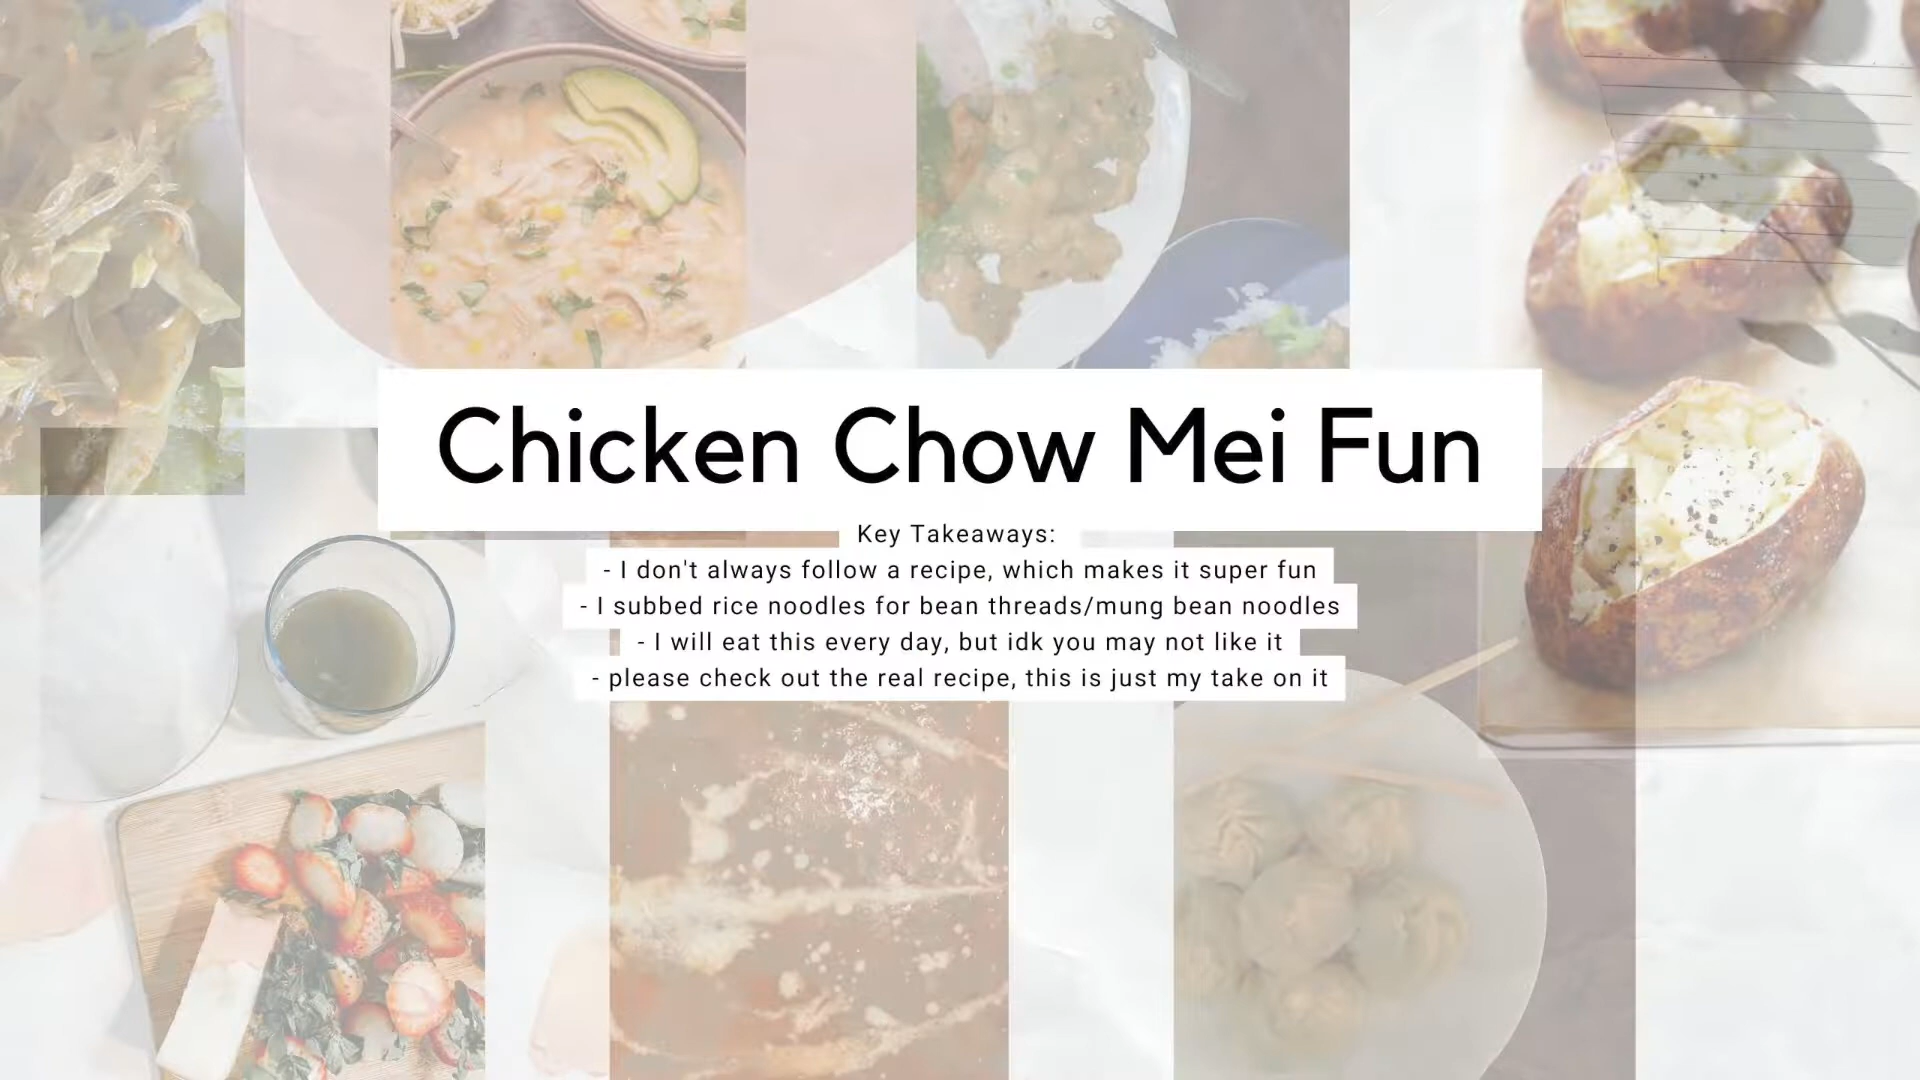 Chicken Chow Mei Fun
Key Takeaways:
- I don't always follow a recipe, which makes it super fun
- I subbed rice noodles for bean threads/mung bean noodles
- I will eat this every day, but idk you may not like it
- please check out the real recipe, this is just my take on it